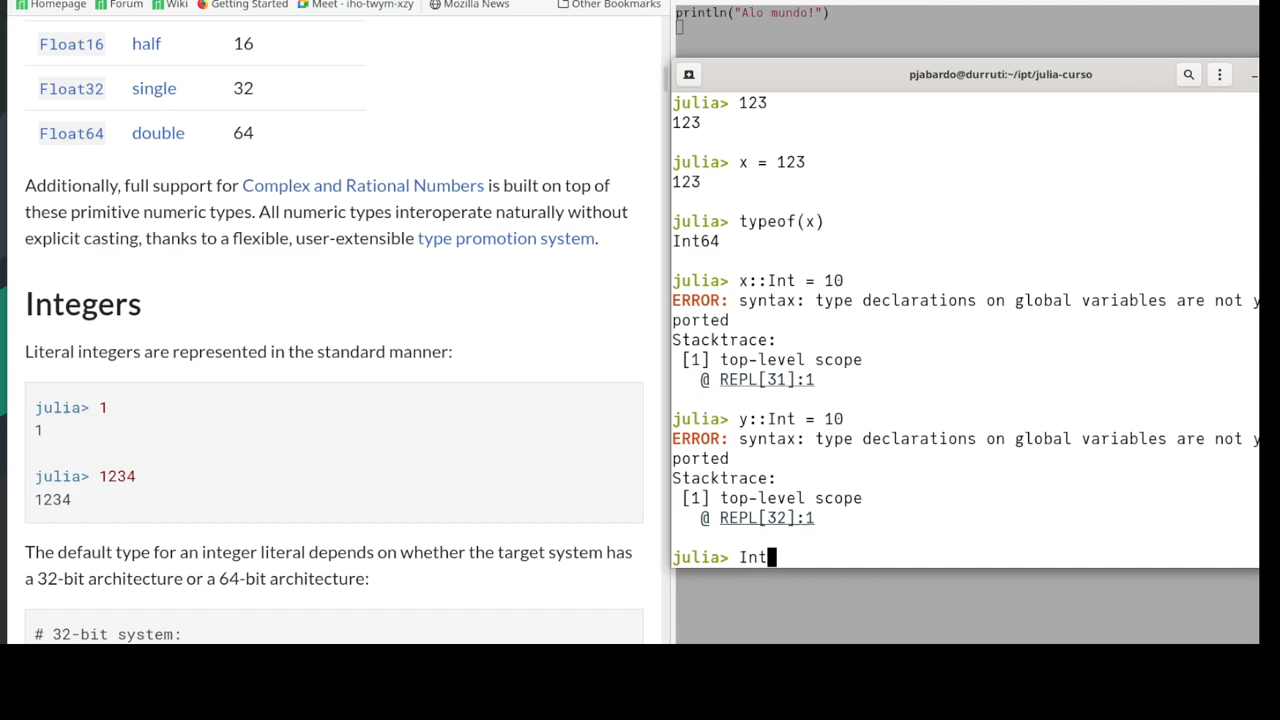 Homepage Forum Wiki Getting Started Meet - iho-twym-xzy Mozilla News Other Bookmarks
Float16 half 16
Float32 single 32
Float64 double 64
Additionally, full support for Complex and Rational Numbers is built on top of
these primitive numeric types. All numeric types interoperate naturally without
explicit casting, thanks to a flexible, user-extensible type promotion system.
Integers
Literal integers are represented in the standard manner:
julia> 1
1
julia> 1234
1234
The default type for an integer literal depends on whether the target system has
a 32-bit architecture or a 64-bit architecture:
# 32-bit system:
println("Alo mundo!")
pjabardo@durruti:~/ipt/julia-curso
julia> 123
123
julia> x = 123
123
julia> typeof(x)
Int64
julia> x::Int = 10
ERROR: syntax: type declarations on global variables are not y
ported
Stacktrace:
[1] top-level scope
@ REPL[31]:1
julia> y::Int = 10
ERROR: syntax: type declarations on global variables are not y
ported
Stacktrace:
[1] top-level scope
@ REPL[32]:1
julia> Int